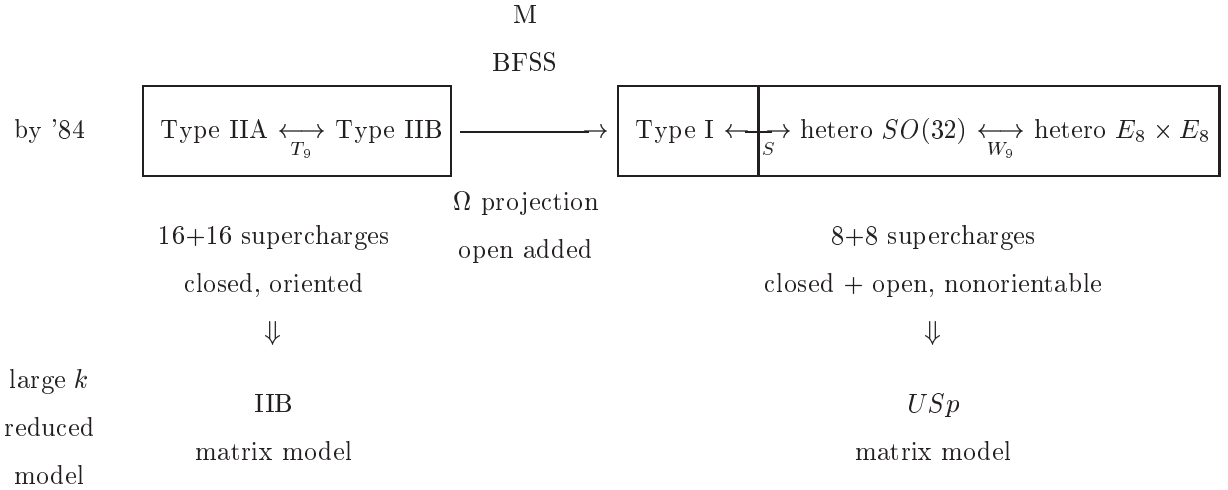 M
BFSS
by '84
Type IIA ⟷ Type IIB
T₉
Type I ⟷ hetero SO(32) ⟷ hetero E₈ × E₈
S
W₉
Ω projection
open added
16+16 supercharges
closed, oriented
⇓
8+8 supercharges
closed + open, nonorientable
⇓
large k
reduced
model
IIB
matrix model
USp
matrix model